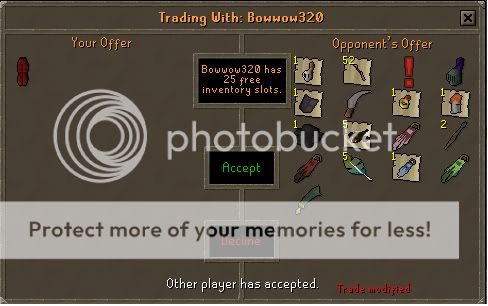 Trading With: Bowwow320
Your Offer
Opponent's Offer
Bowwow320 has
25 free
inventory slots.
1
52
1
1
1
1
5
2
5
1
Accept
photobucket
Protect more of your memories for less!
Decline
Other player has accepted.
Trade modified